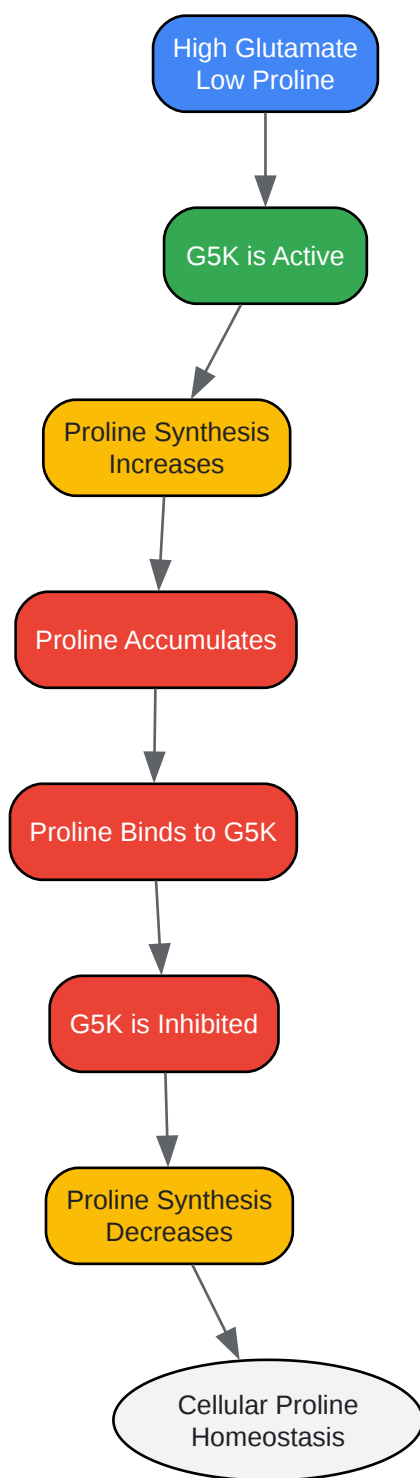 High Glutamate
Low Proline
G5K is Active
Proline Synthesis
Increases
Proline Accumulates
Proline Binds to G5K
G5K is Inhibited
Proline Synthesis
Decreases
Cellular Proline
Homeostasis